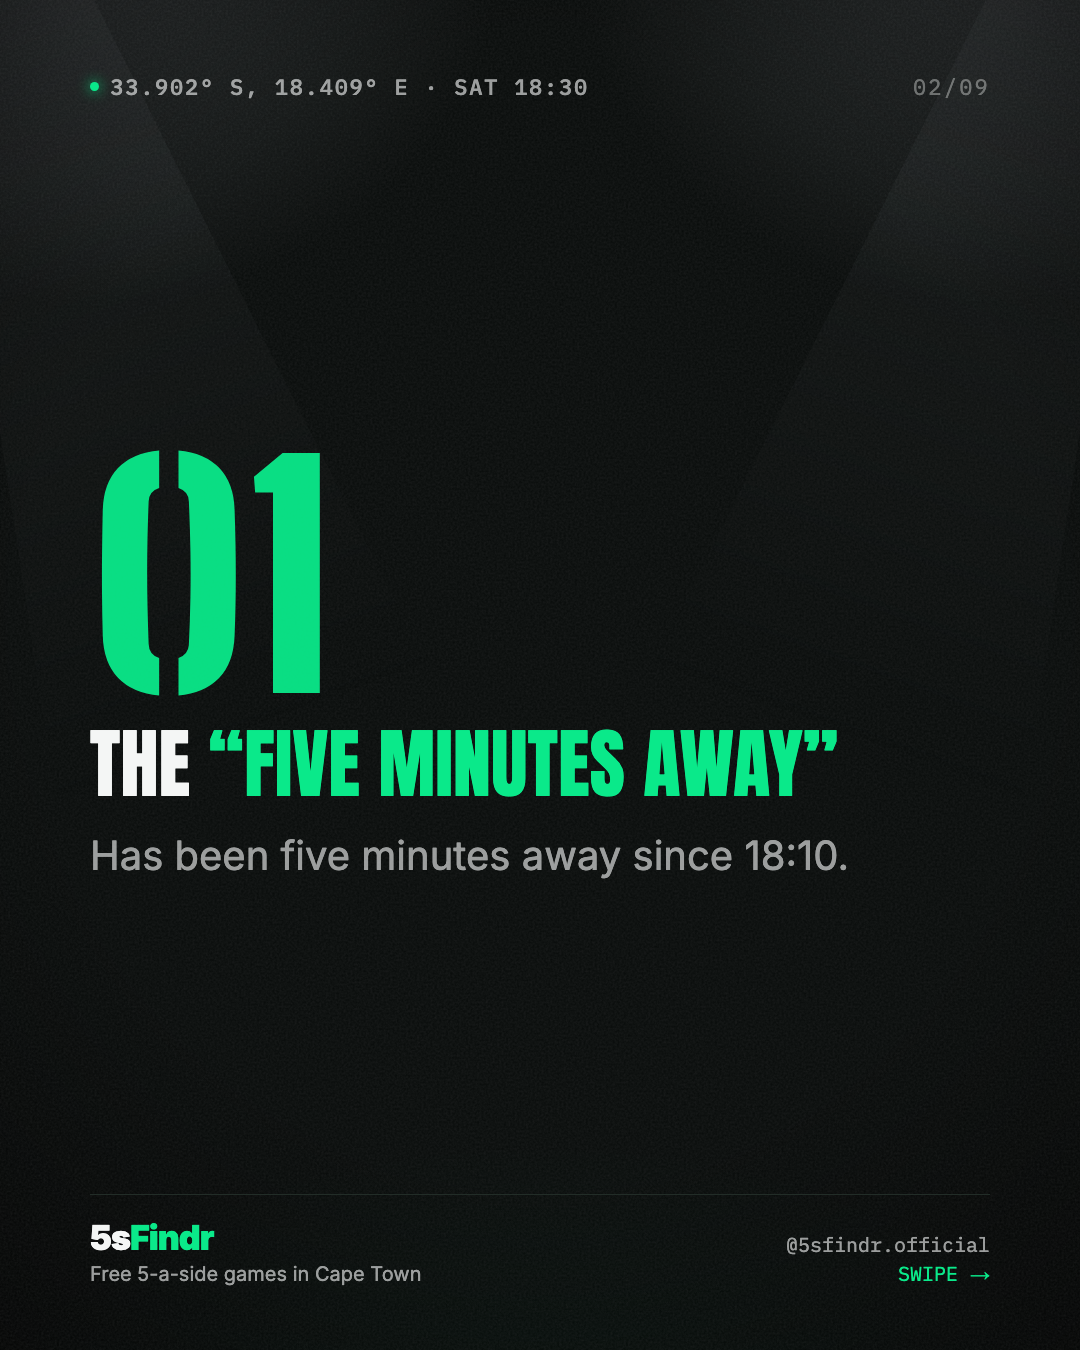 33.902° S, 18.409° E · SAT 18:30
02/09
01
THE “FIVE MINUTES AWAY”
Has been five minutes away since 18:10.
5sFindr
Free 5-a-side games in Cape Town
@5sfindr.official
SWIPE →